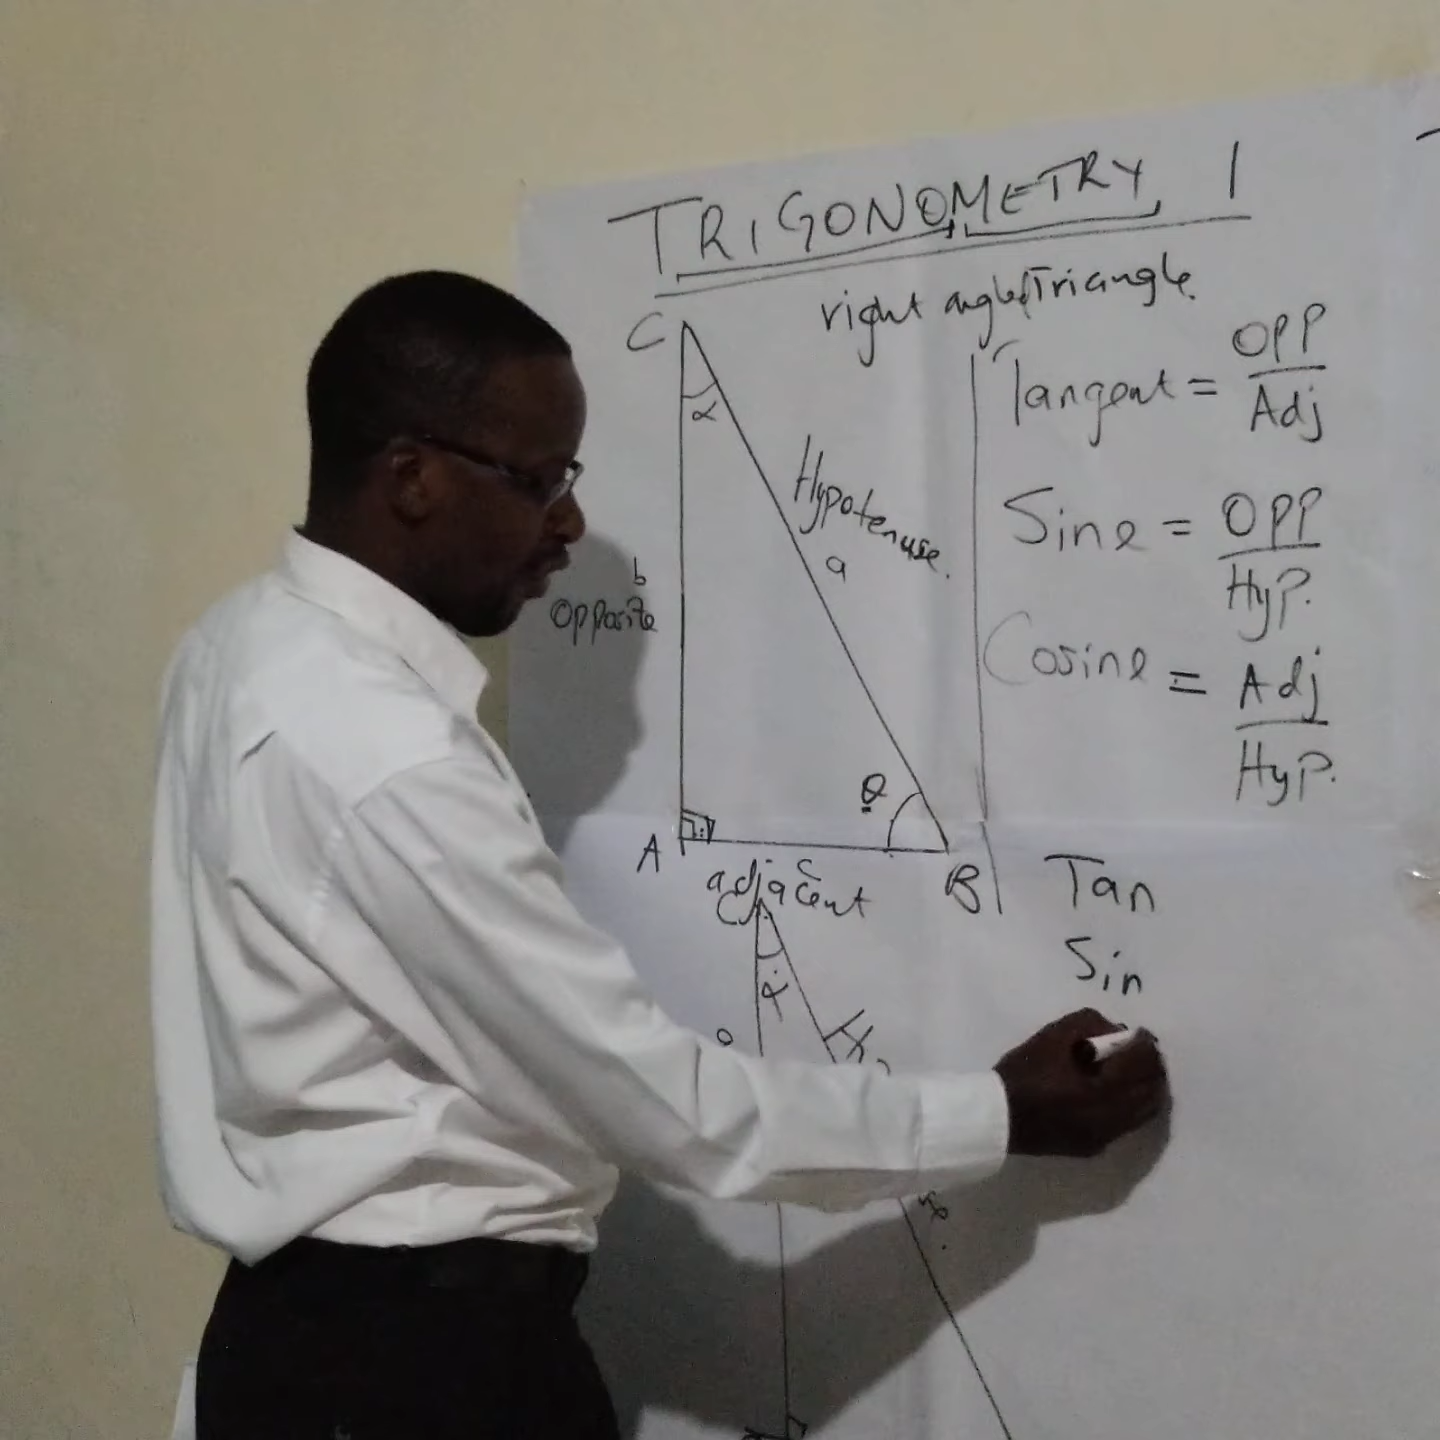 TRIGONOMETRY 1
right angled Triangle.
C
α
Hypotenuse.
a
b
Opposite
θ
A
B
adjacent c
Tangent = OPP
Adj
Sine = OPP
Hyp.
Cosine = Adj
Hyp.
Tan
Sin
C
α